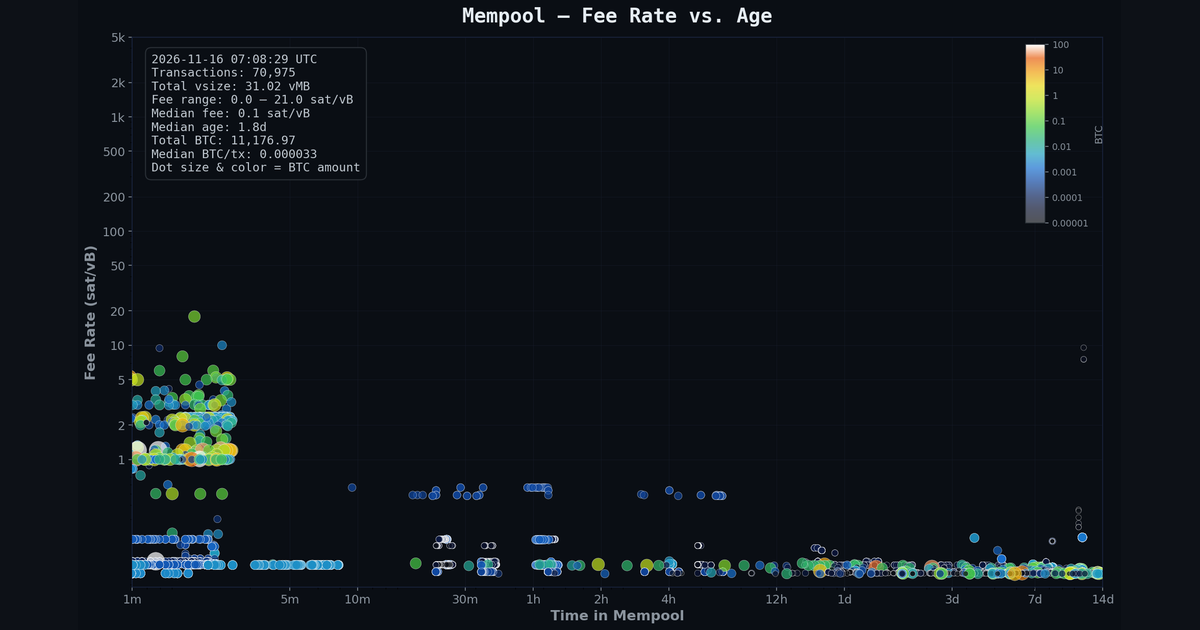 Mempool — Fee Rate vs. Age
2026-11-16 07:08:29 UTC
Transactions: 70,975
Total vsize: 31.02 vMB
Fee range: 0.0 — 21.0 sat/vB
Median fee: 0.1 sat/vB
Median age: 1.8d
Total BTC: 11,176.97
Median BTC/tx: 0.000033
Dot size & color = BTC amount
Fee Rate (sat/vB)
5k
2k
1k
500
200
100
50
20
10
5
2
1
100
10
1
0.1
0.01
0.001
0.0001
0.00001
BTC
1m 5m 10m 30m 1h 2h 4h 12h 1d 3d 7d 14d
Time in Mempool